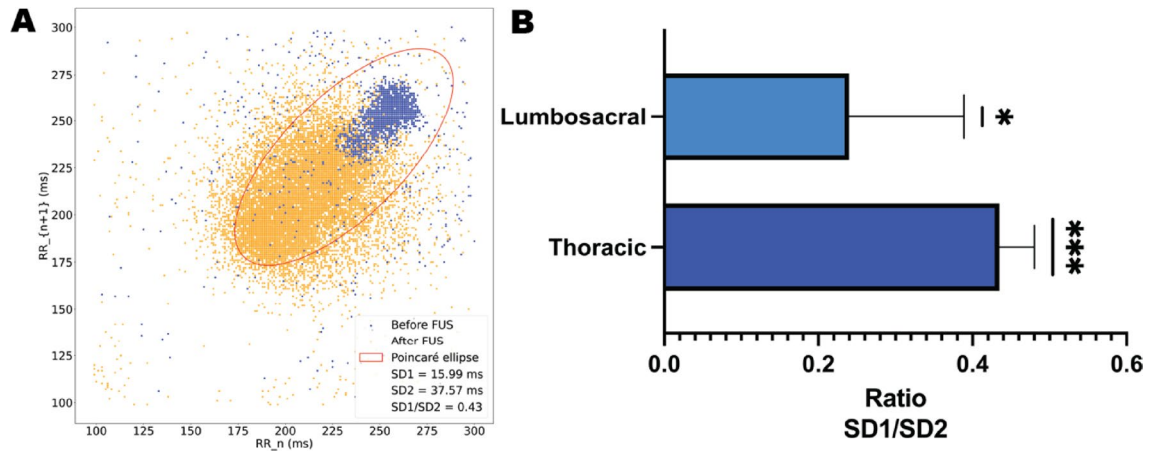 A
300
275
250
225
200
175
150
125
100
RR_{n+1} (ms)
100 125 150 175 200 225 250 275 300
RR_n (ms)
Before FUS
After FUS
Poincaré ellipse
SD1 = 15.99 ms
SD2 = 37.57 ms
SD1/SD2 = 0.43
B
Lumbosacral
*
Thoracic
***
0.0 0.2 0.4 0.6
Ratio
SD1/SD2